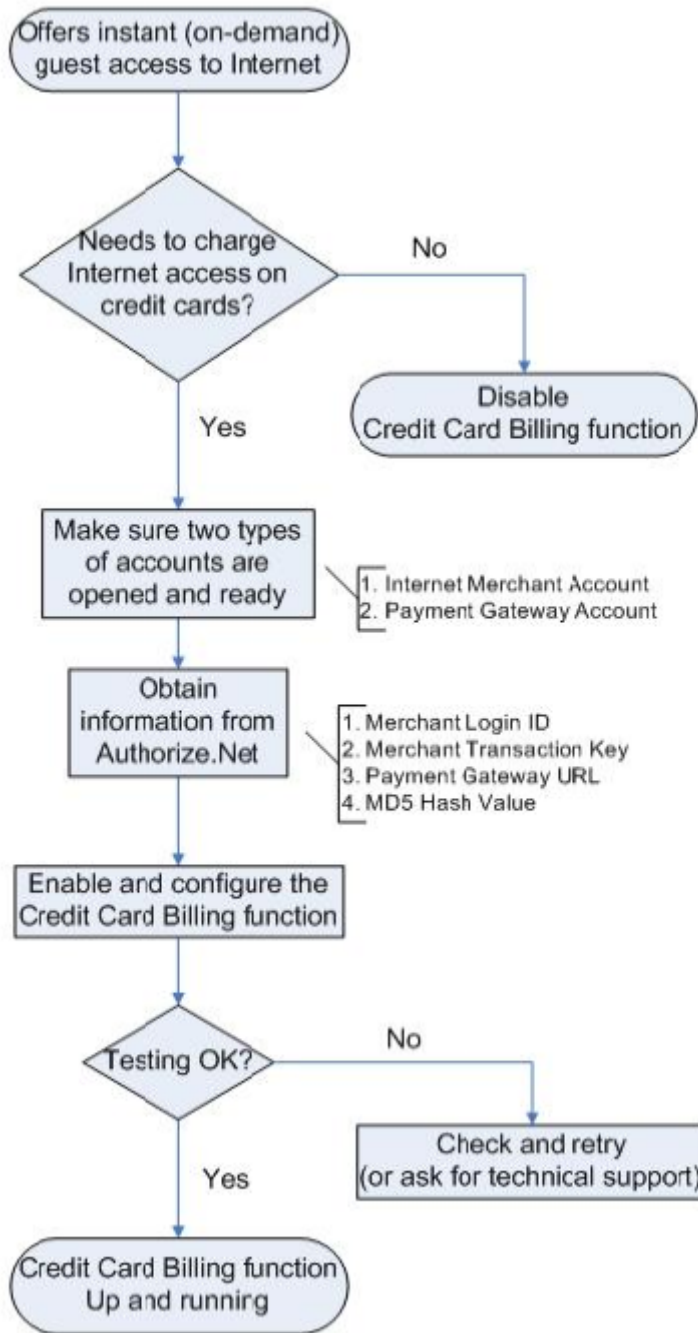 Offers instant (on-demand)
guest access to Internet
Needs to charge
Internet access on
credit cards?
No
Disable
Credit Card Billing function
Yes
Make sure two types
of accounts are
opened and ready
1. Internet Merchant Account
2. Payment Gateway Account
Obtain
information from
Authorize.Net
1. Merchant Login ID
2. Merchant Transaction Key
3. Payment Gateway URL
4. MD5 Hash Value
Enable and configure the
Credit Card Billing function
Testing OK?
No
Check and retry
(or ask for technical support)
Yes
Credit Card Billing function
Up and running